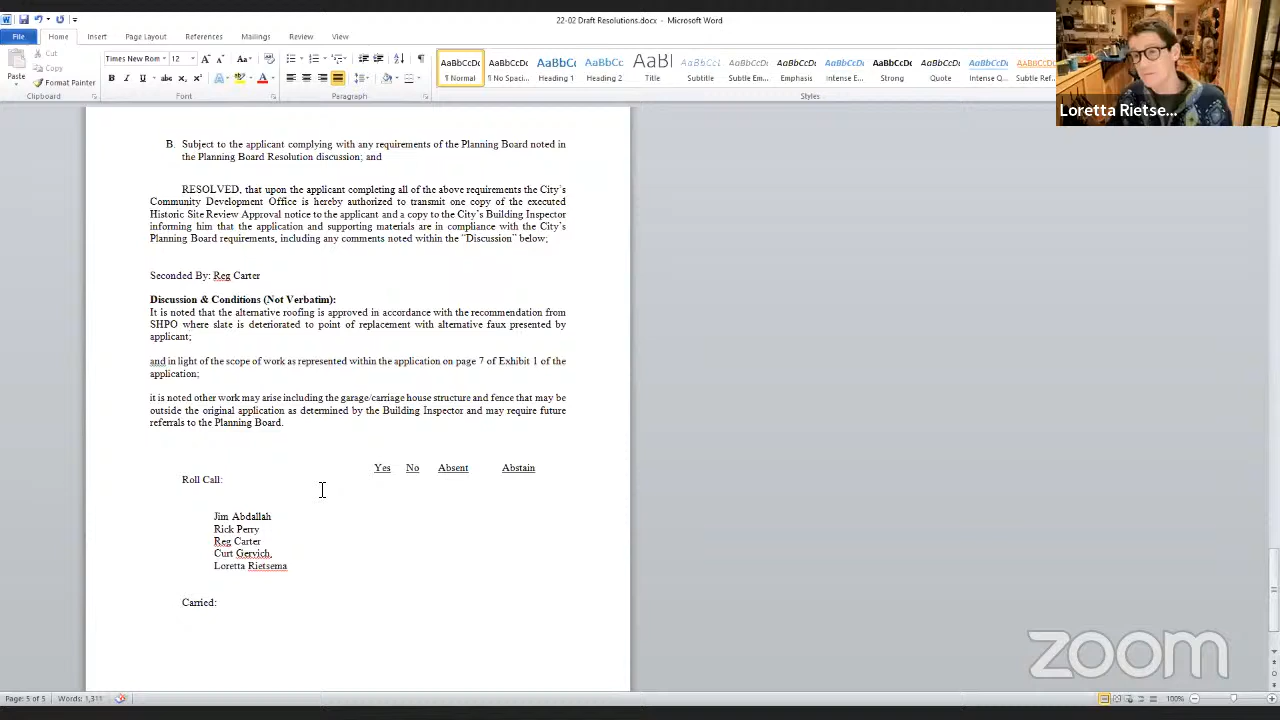 22-02 Draft Resolutions.docx - Microsoft Word
File Home Insert Page Layout References Mailings Review View
Cut
Copy
Format Painter
Paste
Clipboard
Times New Rom 12
Font
Paragraph
AaBbCcDc AaBbCcDc AaBbC AaBbCc AaBl AaBbCcL AaBbCcDc AaBbCcDc AaBbCcDc AaBbCcDc AaBbCcDc AaBbCcDc AaBbCcDc
¶ Normal ¶ No Spaci... Heading 1 Heading 2 Title Subtitle Subtle Em... Emphasis Intense E... Strong Quote Intense Q... Subtle Ref...
Styles
Loretta Rietse...
B. Subject to the applicant complying with any requirements of the Planning Board noted in
the Planning Board Resolution discussion; and
RESOLVED, that upon the applicant completing all of the above requirements the City's
Community Development Office is hereby authorized to transmit one copy of the executed
Historic Site Review Approval notice to the applicant and a copy to the City's Building Inspector
informing him that the application and supporting materials are in compliance with the City's
Planning Board requirements, including any comments noted within the "Discussion" below;
Seconded By: Reg Carter
Discussion & Conditions (Not Verbatim):
It is noted that the alternative roofing is approved in accordance with the recommendation from
SHPO where slate is deteriorated to point of replacement with alternative faux presented by
applicant;
and in light of the scope of work as represented within the application on page 7 of Exhibit 1 of the
application;
it is noted other work may arise including the garage/carriage house structure and fence that may be
outside the original application as determined by the Building Inspector and may require future
referrals to the Planning Board.
Yes No Absent Abstain
Roll Call:
Jim Abdallah
Rick Perry
Reg Carter
Curt Gervich,
Loretta Rietsema
Carried:
zoom
Page: 5 of 5 Words: 1,311 100%